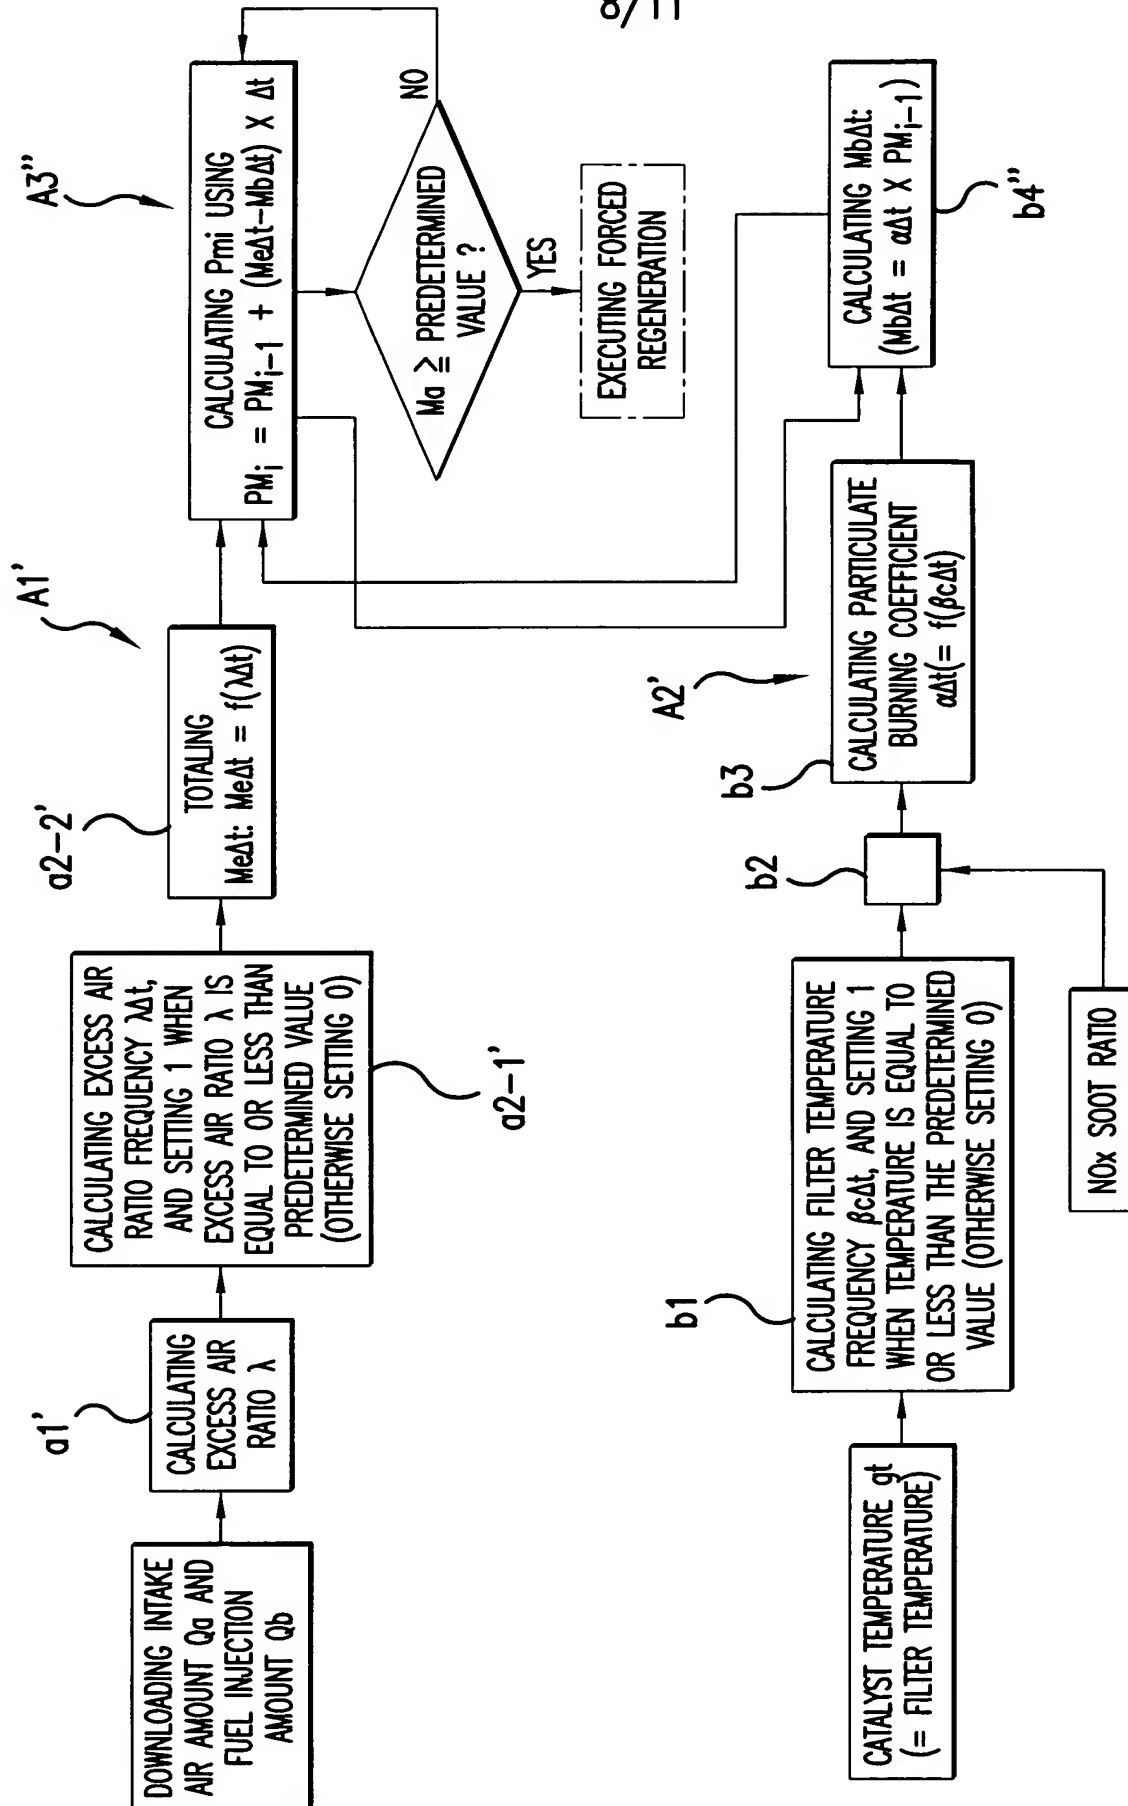 8/11
DOWNLOADING INTAKE
AIR AMOUNT Qa AND
FUEL INJECTION
AMOUNT Qb
a1'
CALCULATING
EXCESS AIR
RATIO λ
CALCULATING EXCESS AIR
RATIO FREQUENCY λΔt,
AND SETTING 1 WHEN
EXCESS AIR RATIO λ IS
EQUAL TO OR LESS THAN
PREDETERMINED VALUE
(OTHERWISE SETTING 0)
a2-1'
a2-2'
TOTALING
MeΔt: MeΔt = f(λΔt)
A1'
A3"
CALCULATING Pmi USING
PMi = PMi-1 + (MeΔt-MbΔt) X Δt
NO
Ma ≧ PREDETERMINED
VALUE ?
YES
EXECUTING FORCED
REGENERATION
CATALYST TEMPERATURE gt
(= FILTER TEMPERATURE)
b1
CALCULATING FILTER TEMPERATURE
FREQUENCY βcΔt, AND SETTING 1
WHEN TEMPERATURE IS EQUAL TO
OR LESS THAN THE PREDETERMINED
VALUE (OTHERWISE SETTING 0)
NOx SOOT RATIO
b2
b3
A2'
CALCULATING PARTICULATE
BURNING COEFFICIENT
αΔt(= f(βcΔt)
CALCULATING MbΔt:
(MbΔt = αΔt X PMi-1)
b4"